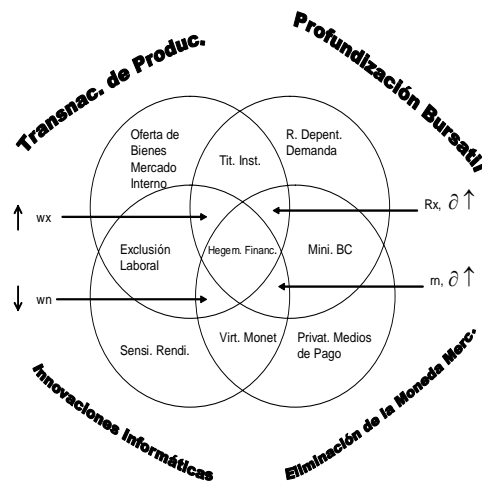 Transnac. de Produc.
Profundización Bursatil
Oferta de
Bienes
Mercado
Interno
Tit. Inst.
R. Depent.
Demanda
↑ wx
Rx, ∂ ↑
Exclusión
Laboral
Hegem. Financ.
Mini. BC
↓ wn
rn, ∂ ↑
Sensi. Rendi.
Virt. Monet
Privat. Medios
de Pago
Innovaciones Informáticas
Eliminación de la Moneda Merc.